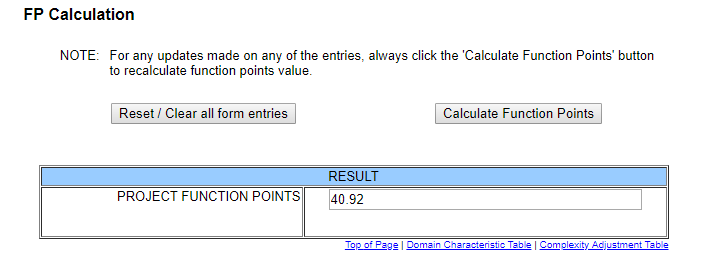 FP Calculation
NOTE: For any updates made on any of the entries, always click the 'Calculate Function Points' button
to recalculate function points value.
Reset / Clear all form entries Calculate Function Points
RESULT
PROJECT FUNCTION POINTS 40.92
Top of Page | Domain Characteristic Table | Complexity Adjustment Table